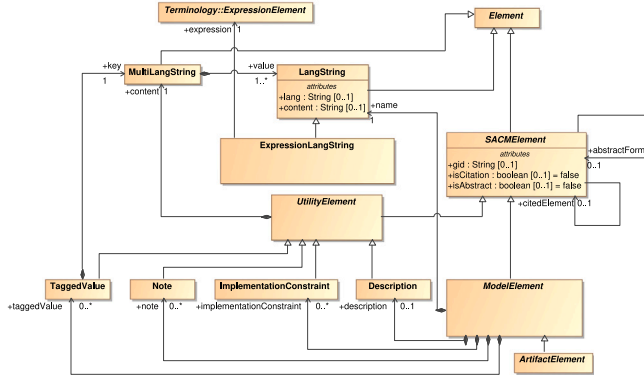 Terminology::ExpressionElement
+expression 1
Element
+key
1
MultiLangString
+content 1
+value
1..*
LangString
attributes
+lang : String [0..1]
+content : String [0..1]
+name
1
ExpressionLangString
SACMElement
attributes
+gid : String [0..1]
+isCitation : boolean [0..1] = false
+isAbstract : boolean [0..1] = false
+abstractForm
0..1
+citedElement 0..1
UtilityElement
TaggedValue
+taggedValue 0..*
Note
+note 0..*
ImplementationConstraint
+implementationConstraint 0..*
Description
+description 0..1
ModelElement
ArtifactElement